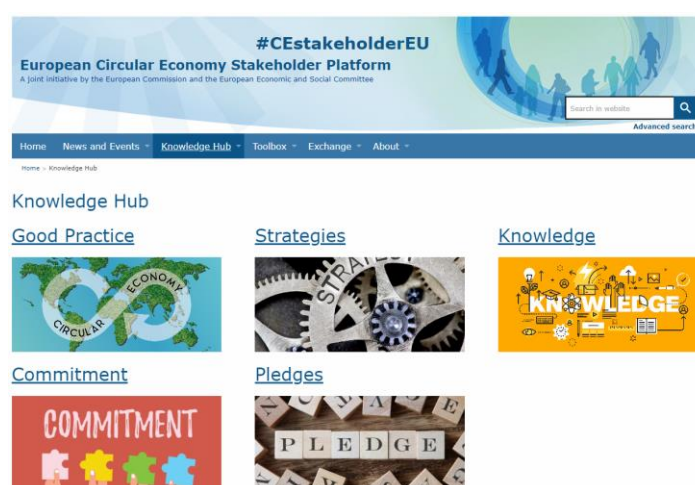 #CEstakeholderEU
European Circular Economy Stakeholder Platform
A joint initiative by the European Commission and the European Economic and Social Committee
Search in website
Advanced search
Home News and Events Knowledge Hub Toolbox Exchange About
Home > Knowledge Hub
Knowledge Hub
Good Practice Strategies Knowledge
CIRCULAR ECONOMY
STRATEGY
KNOWLEDGE
Commitment Pledges
COMMITMENT
PLEDGE